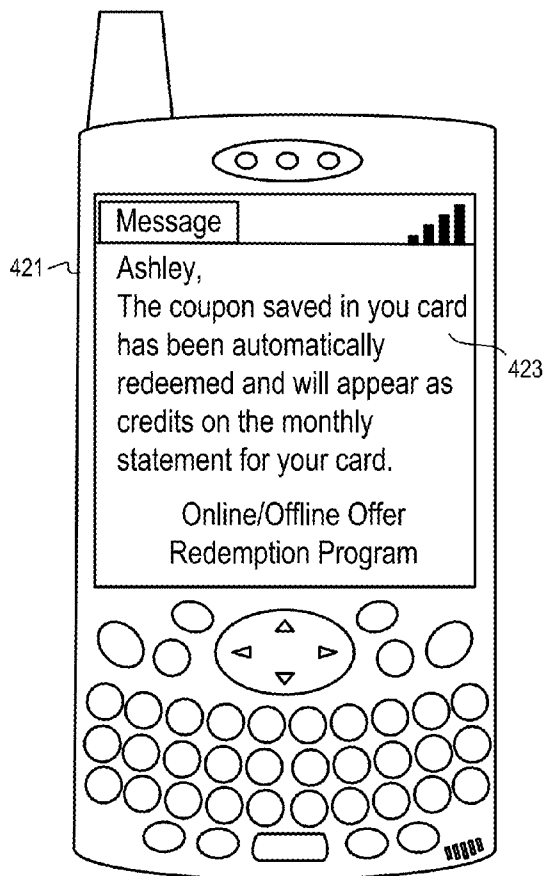 Message
421
Ashley,
The coupon saved in you card
has been automatically
redeemed and will appear as
credits on the monthly
statement for your card.
423
Online/Offline Offer
Redemption Program